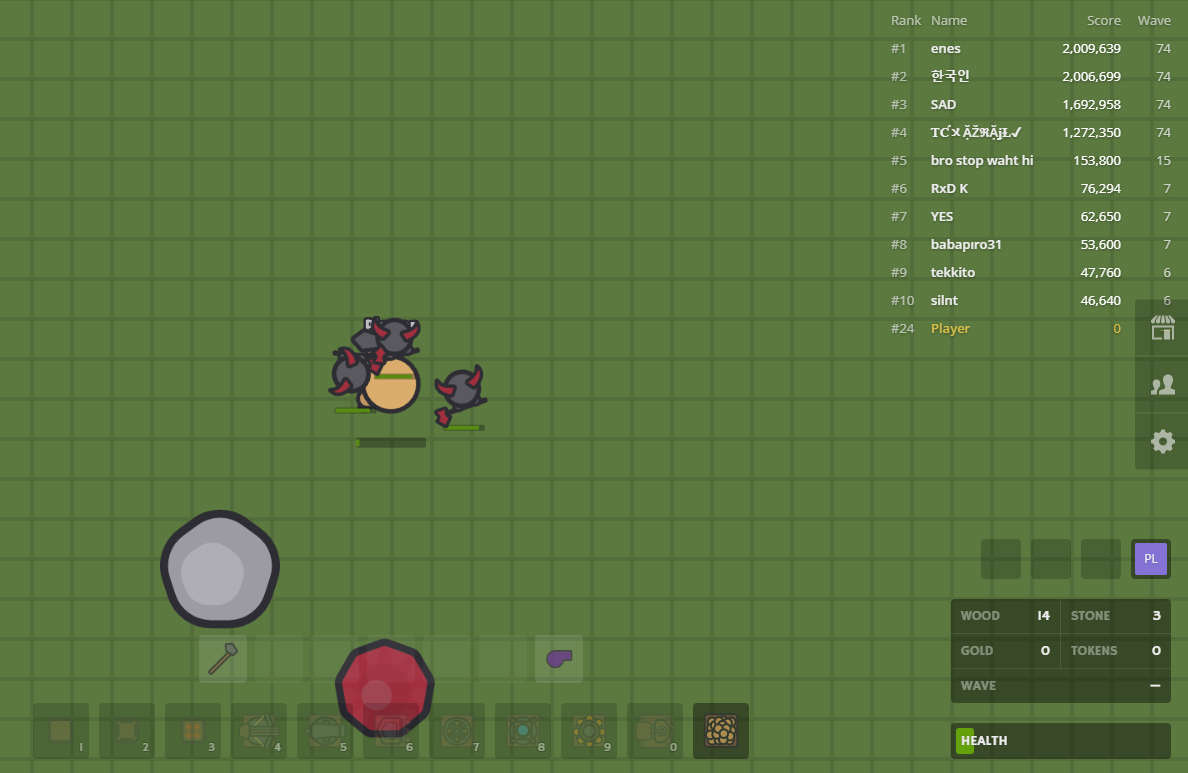 Rank Name Score Wave
#1 enes 2,009,639 74
#2 한국인 2,006,699 74
#3 SAD 1,692,958 74
#4 1,272,350 74
#5 bro stop waht hi 153,800 15
#6 RxD K 76,294 7
#7 YES 62,650 7
#8 babapıro31 53,600 7
#9 tekkito 47,760 6
#10 silnt 46,640 6
#24 Player 0
PL
WOOD 14 STONE 3
GOLD 0 TOKENS 0
WAVE —
HEALTH
1 2 3 4 5 6 7 8 9 0